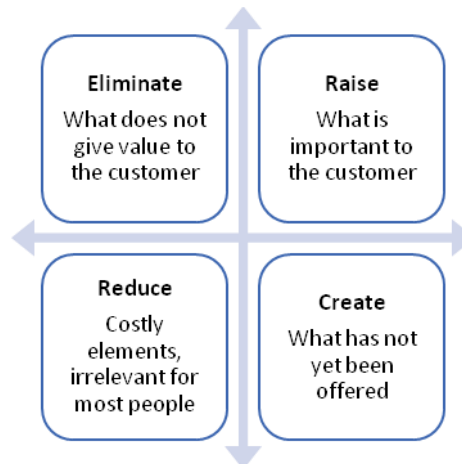 Eliminate
What does not
give value to
the customer
Raise
What is
important to
the customer
Reduce
Costly
elements,
irrelevant for
most people
Create
What has not
yet been
offered